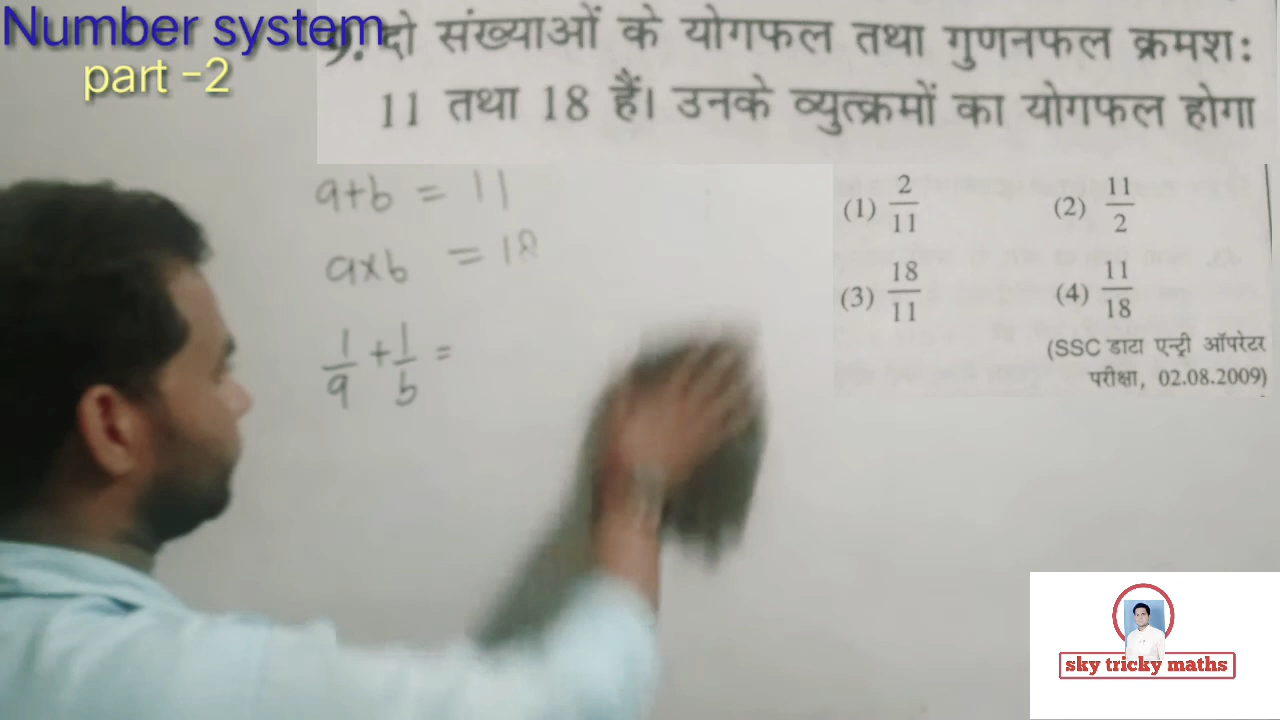 Number system
part -2
9. दो संख्याओं के योगफल तथा गुणनफल क्रमश:
11 तथा 18 हैं। उनके व्युत्क्रमों का योगफल होगा
a+b = 11
a×b = 18
1/a + 1/b =
(1) 2/11 (2) 11/2
(3) 18/11 (4) 11/18
(SSC डाटा एन्ट्री ऑपरेटर
परीक्षा, 02.08.2009)
sky tricky maths